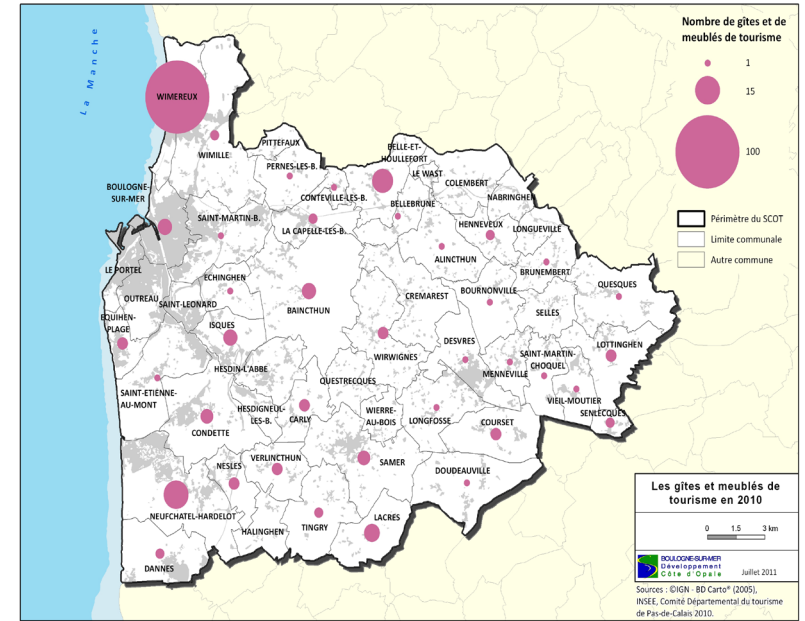 La Manche
WIMEREUX
WIMILLE
PITTEFAUX
PERNES-LES-B.
BELLE-ET-
HOULLEFORT
LE WAST
COLEMBERT
NABRINGHEN
BOULOGNE-
SUR-MER
CONTEVILLE-LES-B.
BELLEBRUNE
SAINT-MARTIN-B.
LA CAPELLE-LES-B.
HENNEVEUX
LONGUEVILLE
ALINCTHUN
LE PORTEL
ECHINGHEN
BRUNEMBERT
QUESQUES
OUTREAU
SAINT-LEONARD
BAINCTHUN
CREMAREST
BOURNONVILLE
SELLES
EQUIHEN-
PLAGE
ISQUES
WIRWIGNES
DESVRES
LOTTINGHEN
SAINT-MARTIN-
CHOQUEL
MENNEVILLE
HESDIN-L'ABBE
QUESTRECQUES
SAINT-ETIENNE-
AU-MONT
VIEIL-MOUTIER
SENLECQUES
HESDIGNEUL-
LES-B.
CARLY
WIERRE-
AU-BOIS
LONGFOSSE
COURSET
CONDETTE
NESLES
VERLINCTHUN
SAMER
DOUDEAUVILLE
NEUFCHATEL-HARDELOT
HALINGHEN
TINGRY
LACRES
DANNES
Nombre de gîtes et de
meublés de tourisme
1
15
100
Périmètre du SCOT
Limite communale
Autre commune
Les gîtes et meublés de
tourisme en 2010
0 1.5 3 km
BOULOGNE-SUR-MER
Développement
Côte d'Opale
Juillet 2011
Sources : ©IGN - BD Carto® (2005),
INSEE, Comité Départemental du tourisme
de Pas-de-Calais 2010.